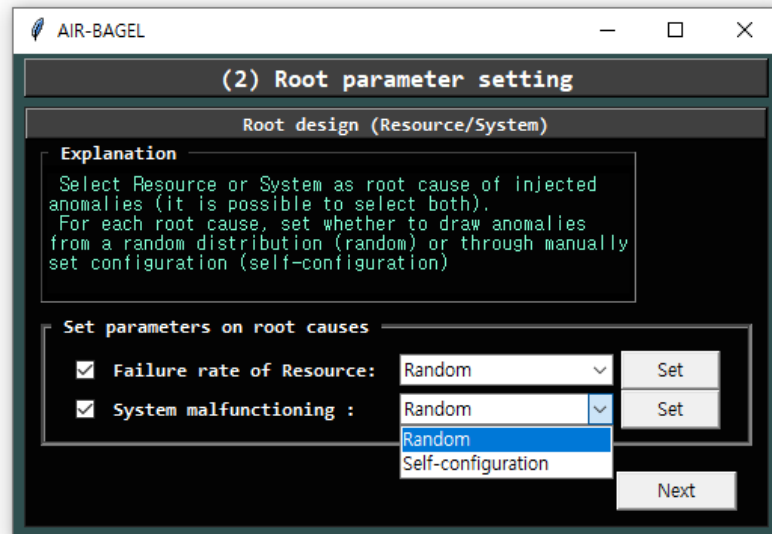 AIR-BAGEL
(2) Root parameter setting
Root design (Resource/System)
Explanation
Select Resource or System as root cause of injected
anomalies (it is possible to select both).
For each root cause, set whether to draw anomalies
from a random distribution (random) or through manually
set configuration (self-configuration)
Set parameters on root causes
Failure rate of Resource: Random Set
System malfunctioning : Random Set
Random
Self-configuration
Next